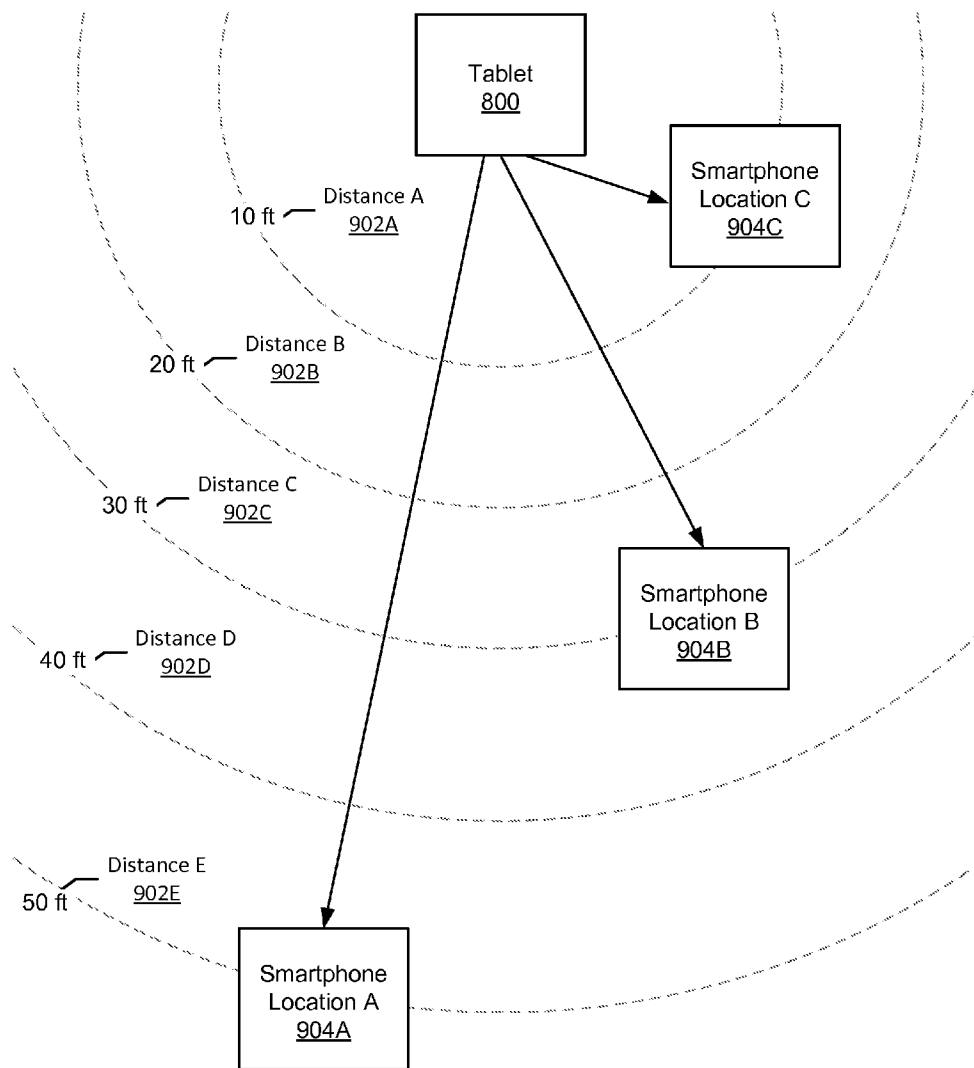 Tablet
800
Smartphone
Location C
904C
10 ft
Distance A
902A
20 ft
Distance B
902B
30 ft
Distance C
902C
Smartphone
Location B
904B
40 ft
Distance D
902D
50 ft
Distance E
902E
Smartphone
Location A
904A